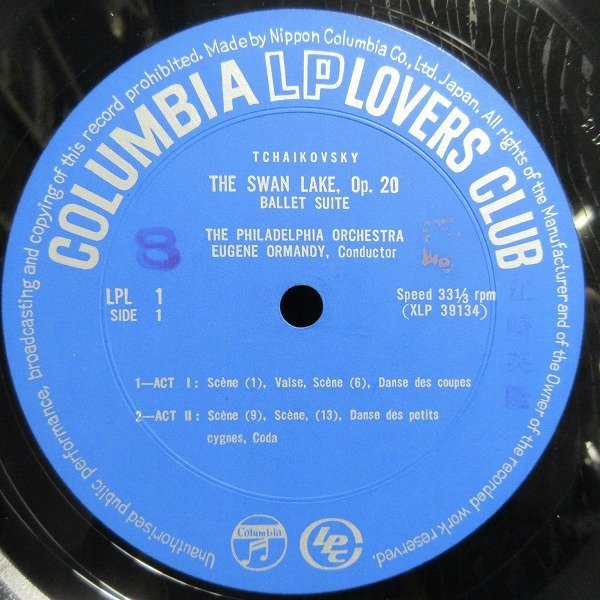 Unauthorised public performance, broadcasting and copying of this record prohibited. Made by Nippon Columbia Co., Ltd. Japan. All rights of the Manufacturer and of the Owner of the recorded work reserved.
COLUMBIA LP LOVERS CLUB
TCHAIKOVSKY
THE SWAN LAKE, Op. 20
BALLET SUITE
THE PHILADELPHIA ORCHESTRA
EUGENE ORMANDY, Conductor
8
LPL 1
SIDE 1
Speed 33⅓ rpm
(XLP 39134)
1—ACT I: Scène (1), Valse, Scène (6), Danse des coupes
2—ACT II: Scène (9), Scène, (13), Danse des petits
cygnes, Coda
Columbia
LPLC